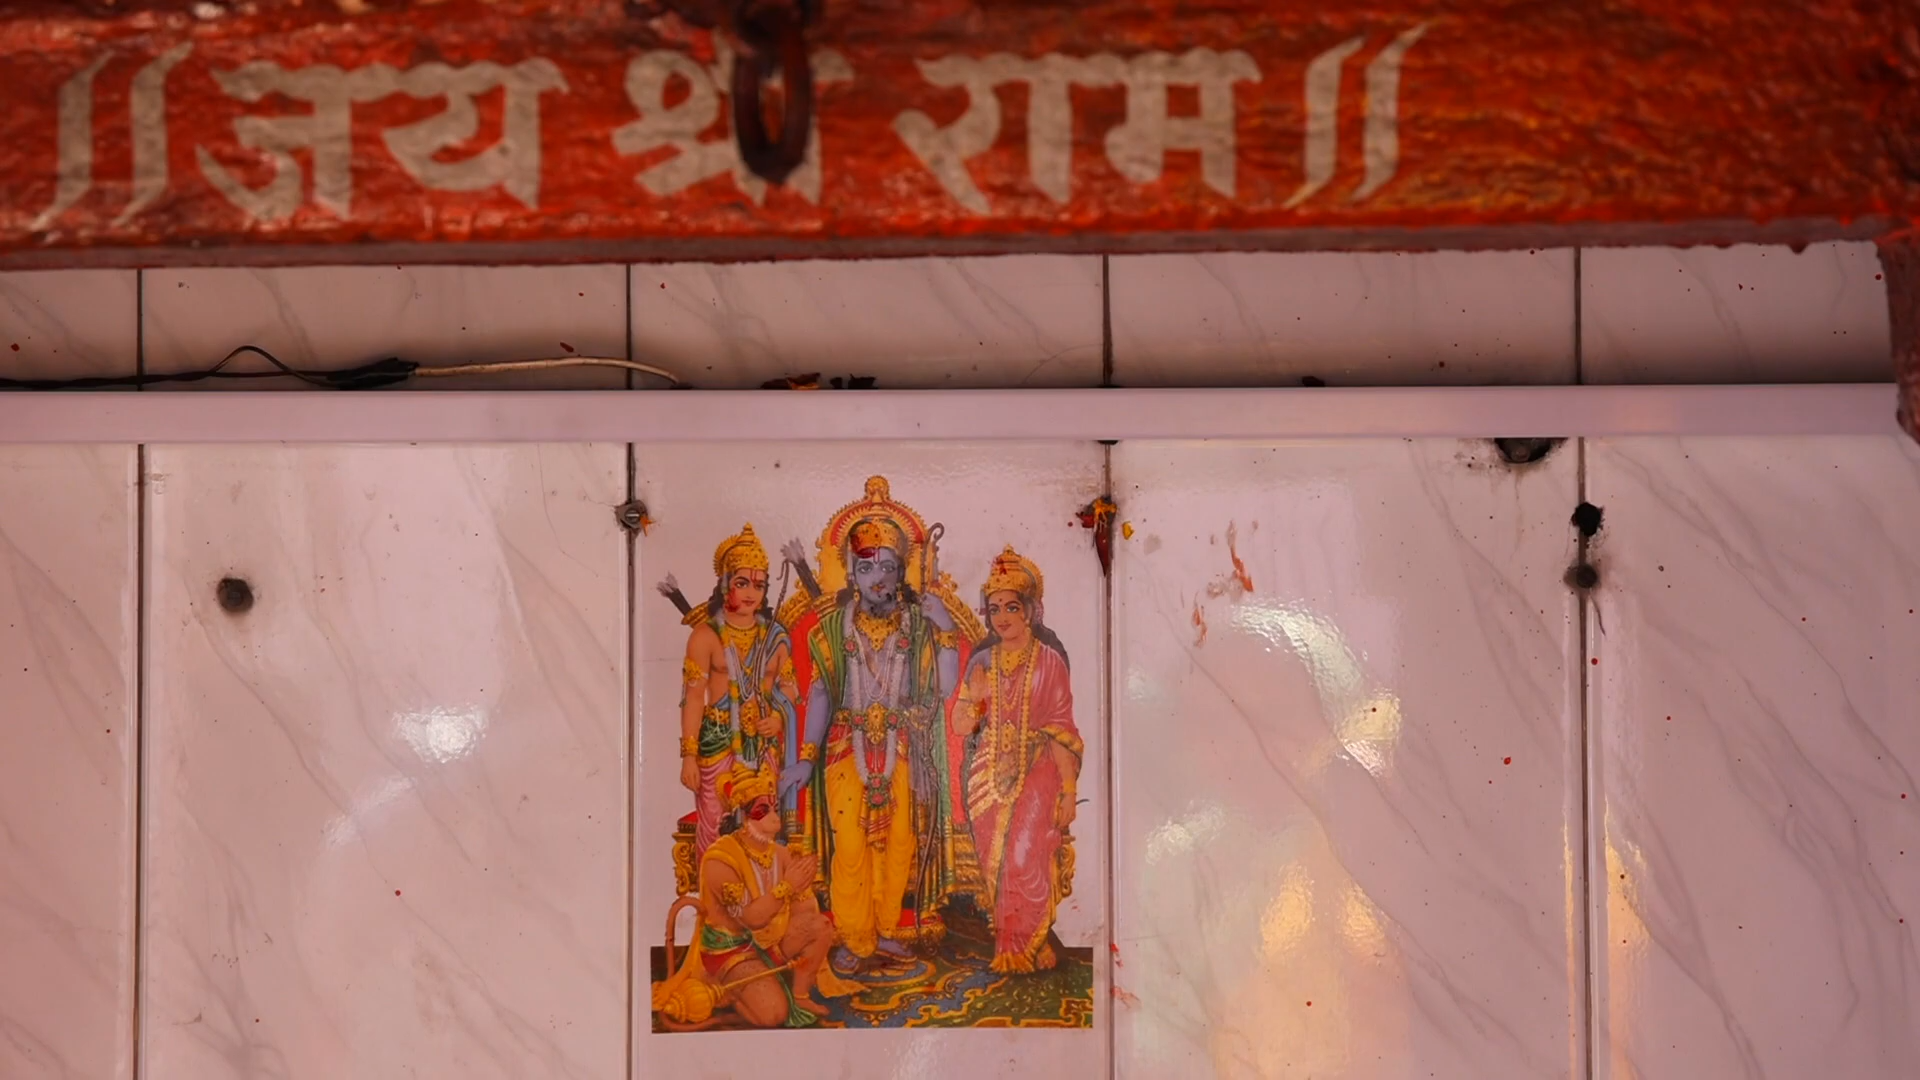 ॥ जय श्री राम ॥